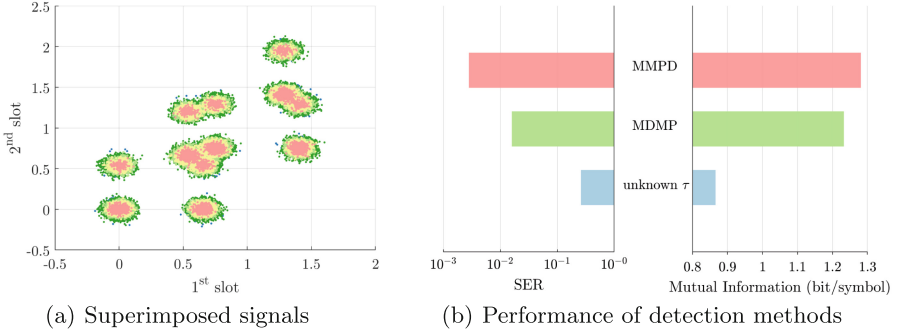 2.5
2
1.5
1
0.5
0
-0.5
-0.5 0 0.5 1 1.5 2
2nd slot
1st slot
(a) Superimposed signals
MMPD
MDMP
unknown τ
10⁻³ 10⁻² 10⁻¹ 10⁻⁰
0.8 0.9 1 1.1 1.2 1.3
SER
Mutual Information (bit/symbol)
(b) Performance of detection methods